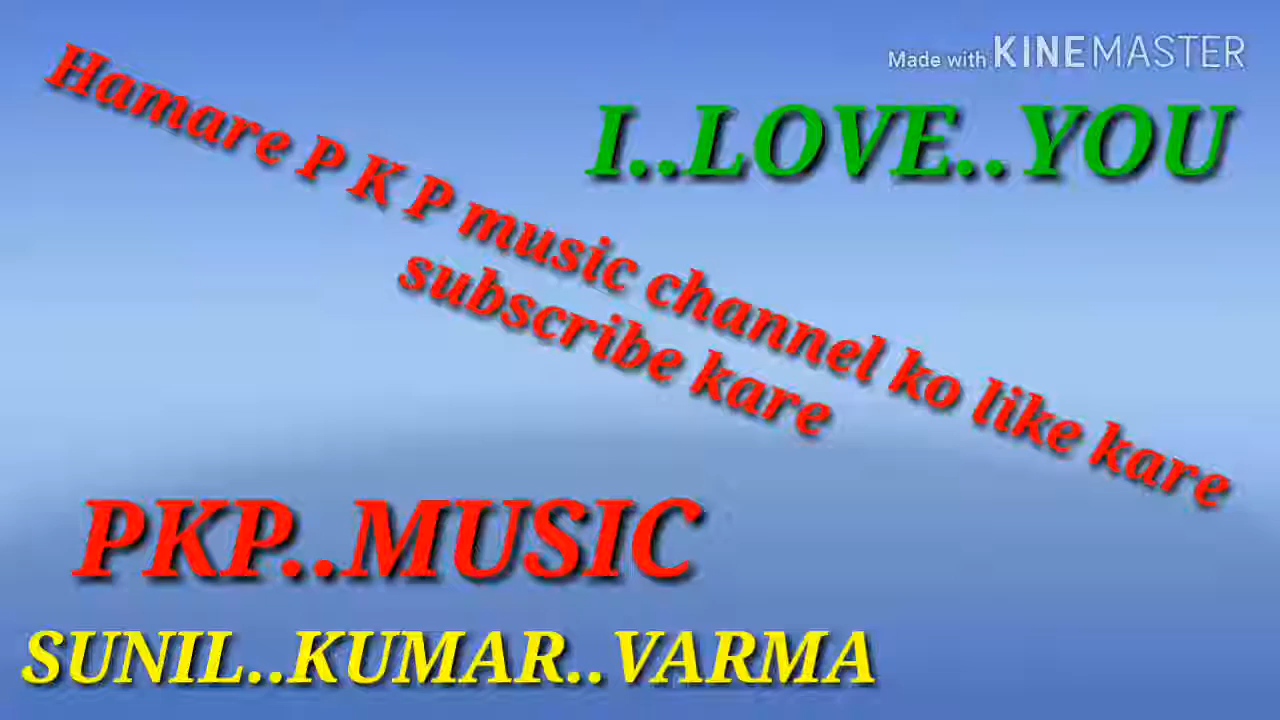 Made with KINEMASTER
I..LOVE..YOU
Hamare P K P music channel ko like kare
subscribe kare
PKP..MUSIC
SUNIL..KUMAR..VARMA